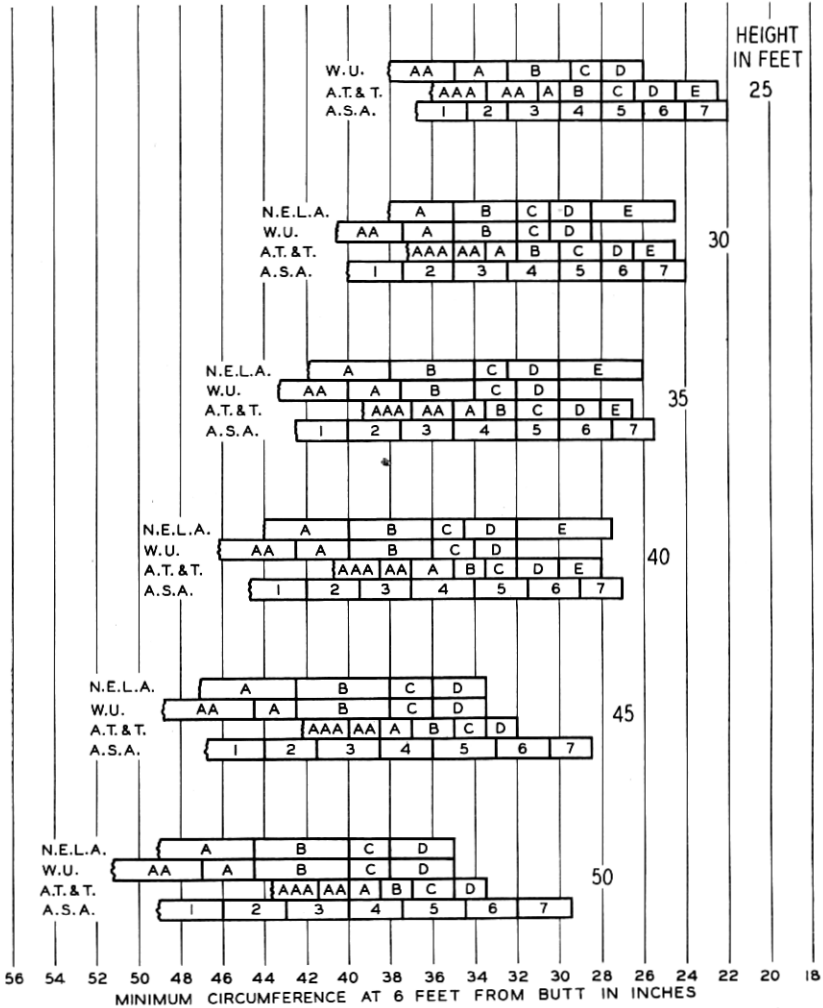 HEIGHT
IN FEET
W.U. AA A B C D
A.T.& T. AAA AA A B C D E 25
A.S.A. 1 2 3 4 5 6 7
N.E.L.A. A B C D E
W.U. AA A B C D
A.T.& T. AAA AA A B C D E 30
A.S.A. 1 2 3 4 5 6 7
N.E.L.A. A B C D E
W.U. AA A B C D
A.T.&T. AAA AA A B C D E 35
A.S.A. 1 2 3 4 5 6 7
N.E.L.A. A B C D E
W.U. AA A B C D
A.T.&T. AAA AA A B C D E 40
A.S.A. 1 2 3 4 5 6 7
N.E.L.A. A B C D
W.U. AA A B C D
A.T.&T. AAA AA A B C D 45
A.S.A. 1 2 3 4 5 6 7
N.E.L.A. A B C D
W.U. AA A B C D
A.T.&T. AAA AA A B C D 50
A.S.A. 1 2 3 4 5 6 7
56 54 52 50 48 46 44 42 40 38 36 34 32 30 28 26 24 22 20 18
MINIMUM CIRCUMFERENCE AT 6 FEET FROM BUTT IN INCHES